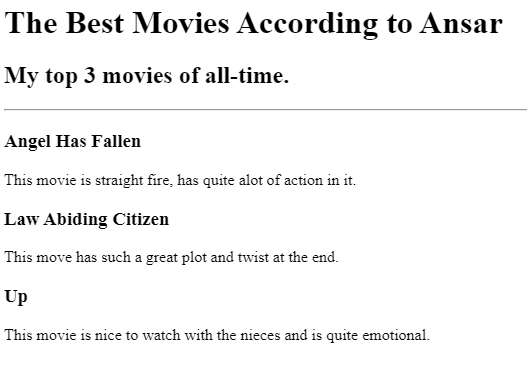 The Best Movies According to Ansar
My top 3 movies of all-time.
Angel Has Fallen
This movie is straight fire, has quite alot of action in it.
Law Abiding Citizen
This move has such a great plot and twist at the end.
Up
This movie is nice to watch with the nieces and is quite emotional.